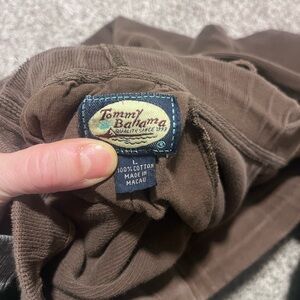 Tommy
Bahama
QUALITY SINCE 1993
L
100% COTTON
MADE IN
MACAU